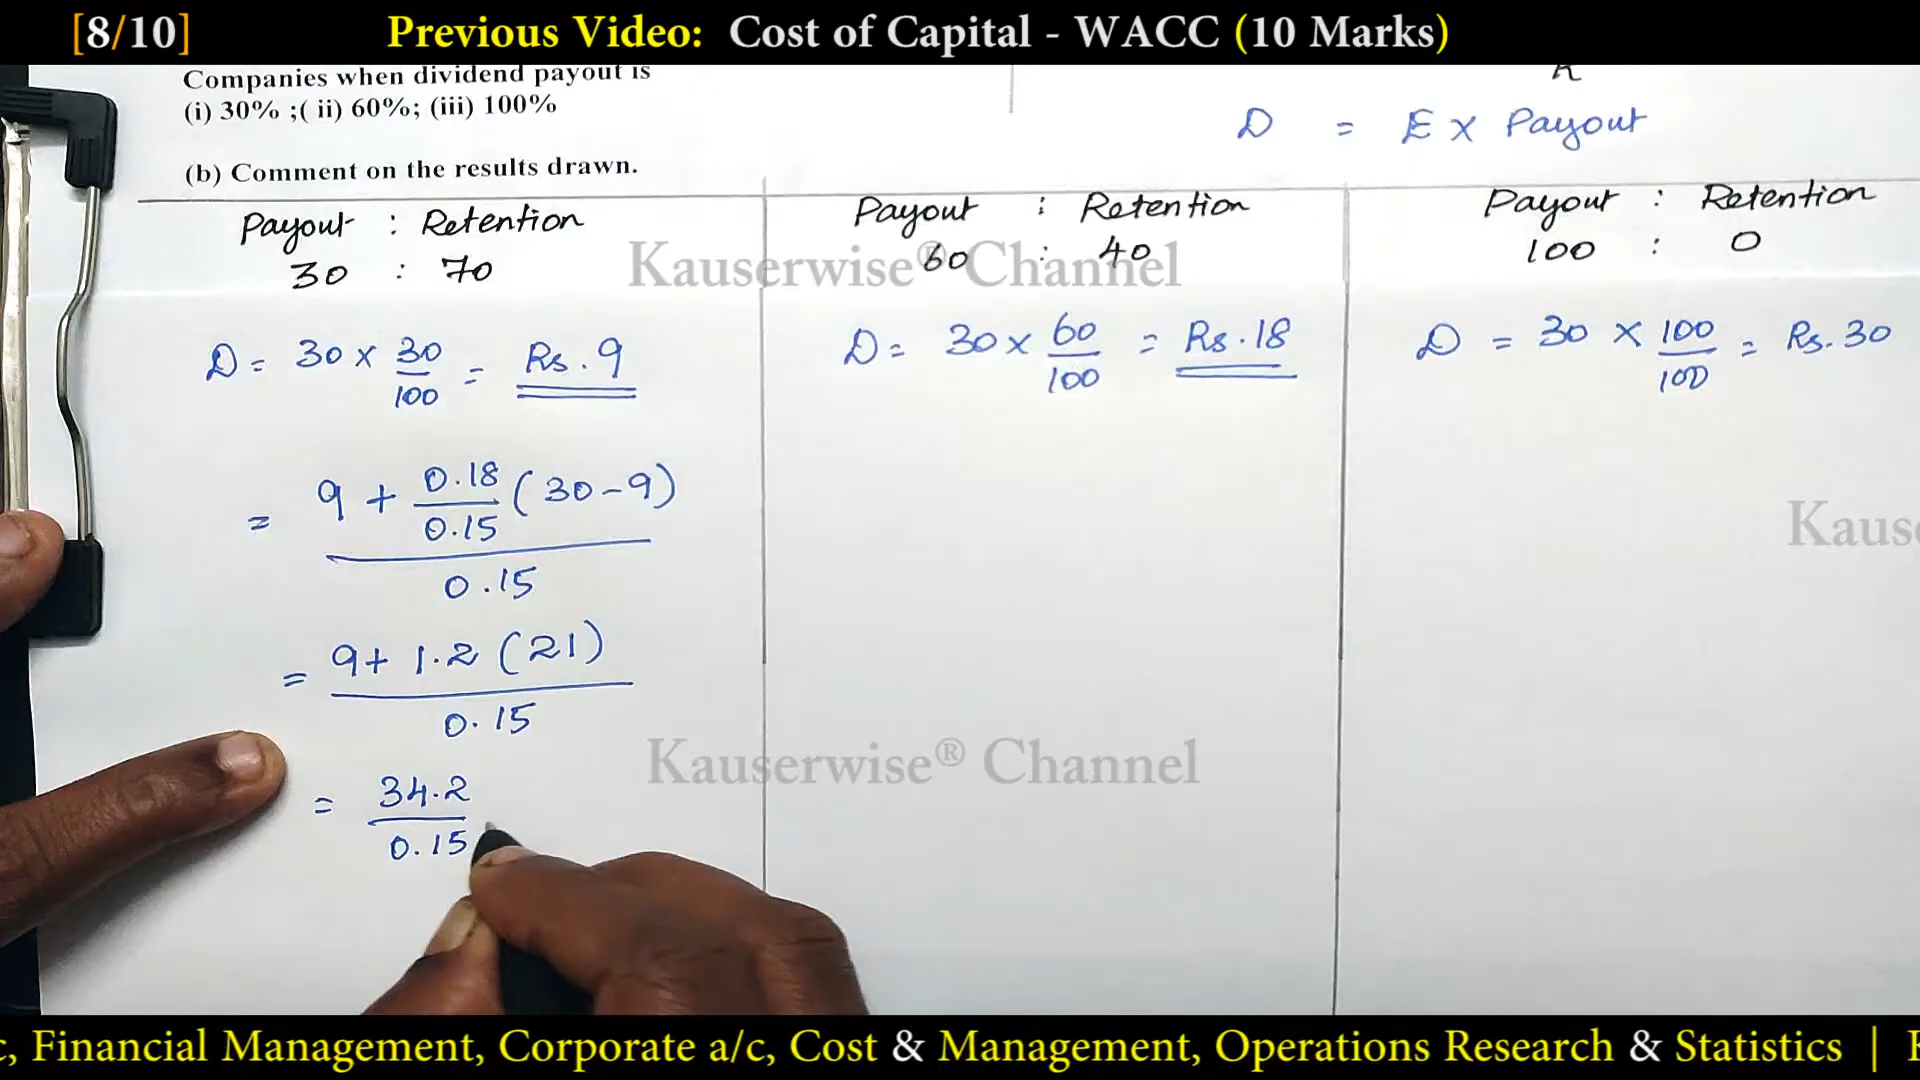 [8/10] Previous Video: Cost of Capital - WACC (10 Marks)
Companies when dividend payout is
(i) 30% ;( ii) 60%; (iii) 100%
(b) Comment on the results drawn.
D = E × Payout
Payout : Retention
30 : 70
D = 30 × 30/100 = Rs. 9
= 9 + 0.18/0.15 (30-9)
0.15
= 9+ 1.2 (21)
0.15
= 34.2
0.15
Payout : Retention
60 : 40
D = 30 × 60/100 = Rs. 18
Payout : Retention
100 : 0
D = 30 × 100/100 = Rs. 30
Kauserwise® Channel
Kauserwise® Channel
Kaus
c, Financial Management, Corporate a/c, Cost & Management, Operations Research & Statistics |